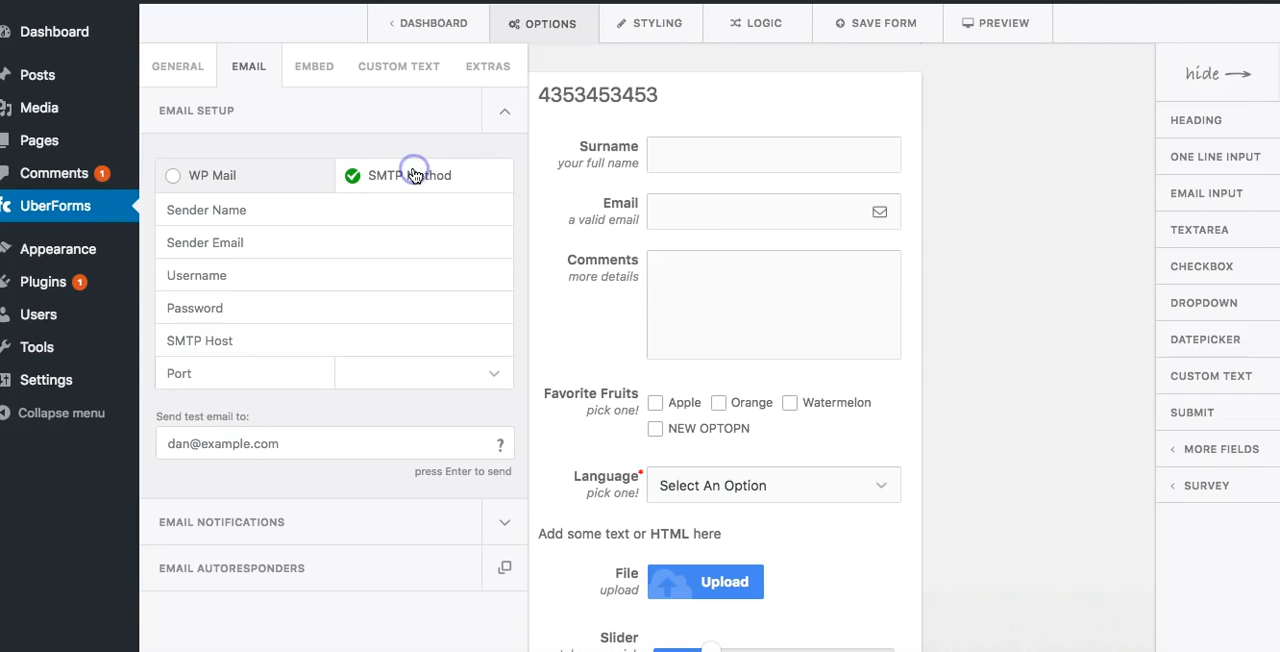 Dashboard
Posts
Media
Pages
Comments 1
UberForms
Appearance
Plugins 1
Users
Tools
Settings
Collapse menu
DASHBOARD
OPTIONS
STYLING
LOGIC
SAVE FORM
PREVIEW
GENERAL
EMAIL
EMBED
CUSTOM TEXT
EXTRAS
EMAIL SETUP
WP Mail
SMTP Method
Sender Name
Sender Email
Username
Password
SMTP Host
Port
Send test email to:
dan@example.com ?
press Enter to send
EMAIL NOTIFICATIONS
EMAIL AUTORESPONDERS
4353453453
Surname
your full name
Email
a valid email
Comments
more details
Favorite Fruits
pick one!
Apple Orange Watermelon
NEW OPTOPN
Language*
pick one!
Select An Option
Add some text or HTML here
File
upload
Upload
Slider
hide
HEADING
ONE LINE INPUT
EMAIL INPUT
TEXTAREA
CHECKBOX
DROPDOWN
DATEPICKER
CUSTOM TEXT
SUBMIT
MORE FIELDS
SURVEY